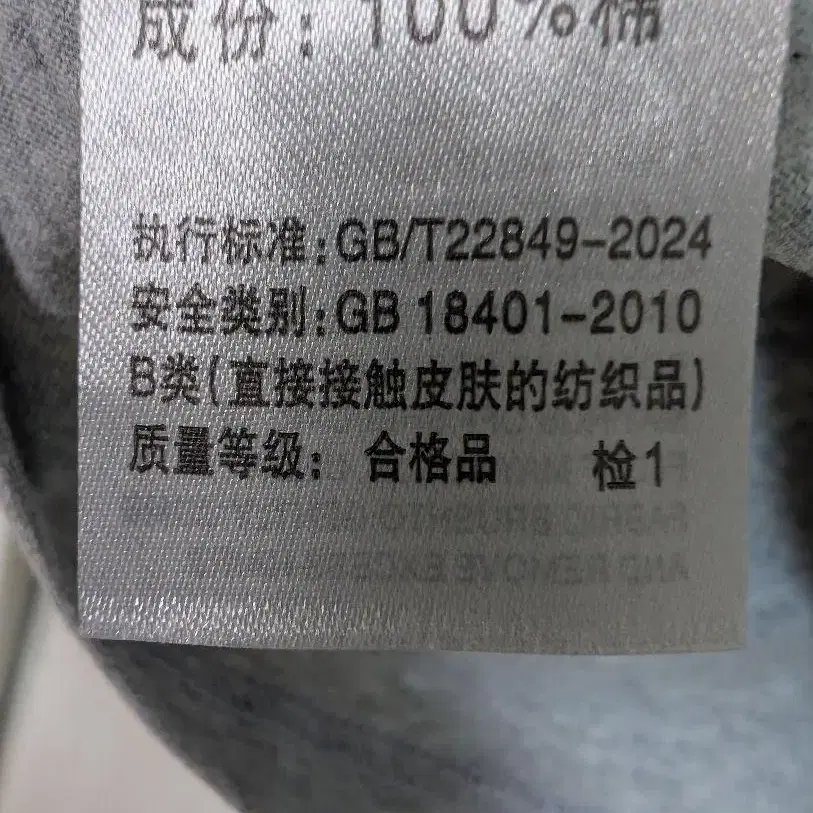 成份：100%棉
执行标准:GB/T22849-2024
安全类别:GB 18401-2010
B类(直接接触皮肤的纺织品)
质量等级： 合格品 检1